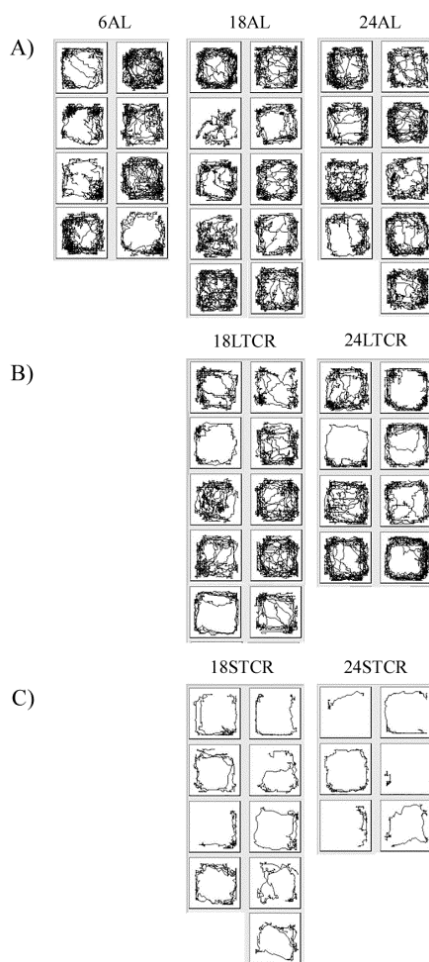 6AL 18AL 24AL
A)
18LTCR 24LTCR
B)
18STCR 24STCR
C)